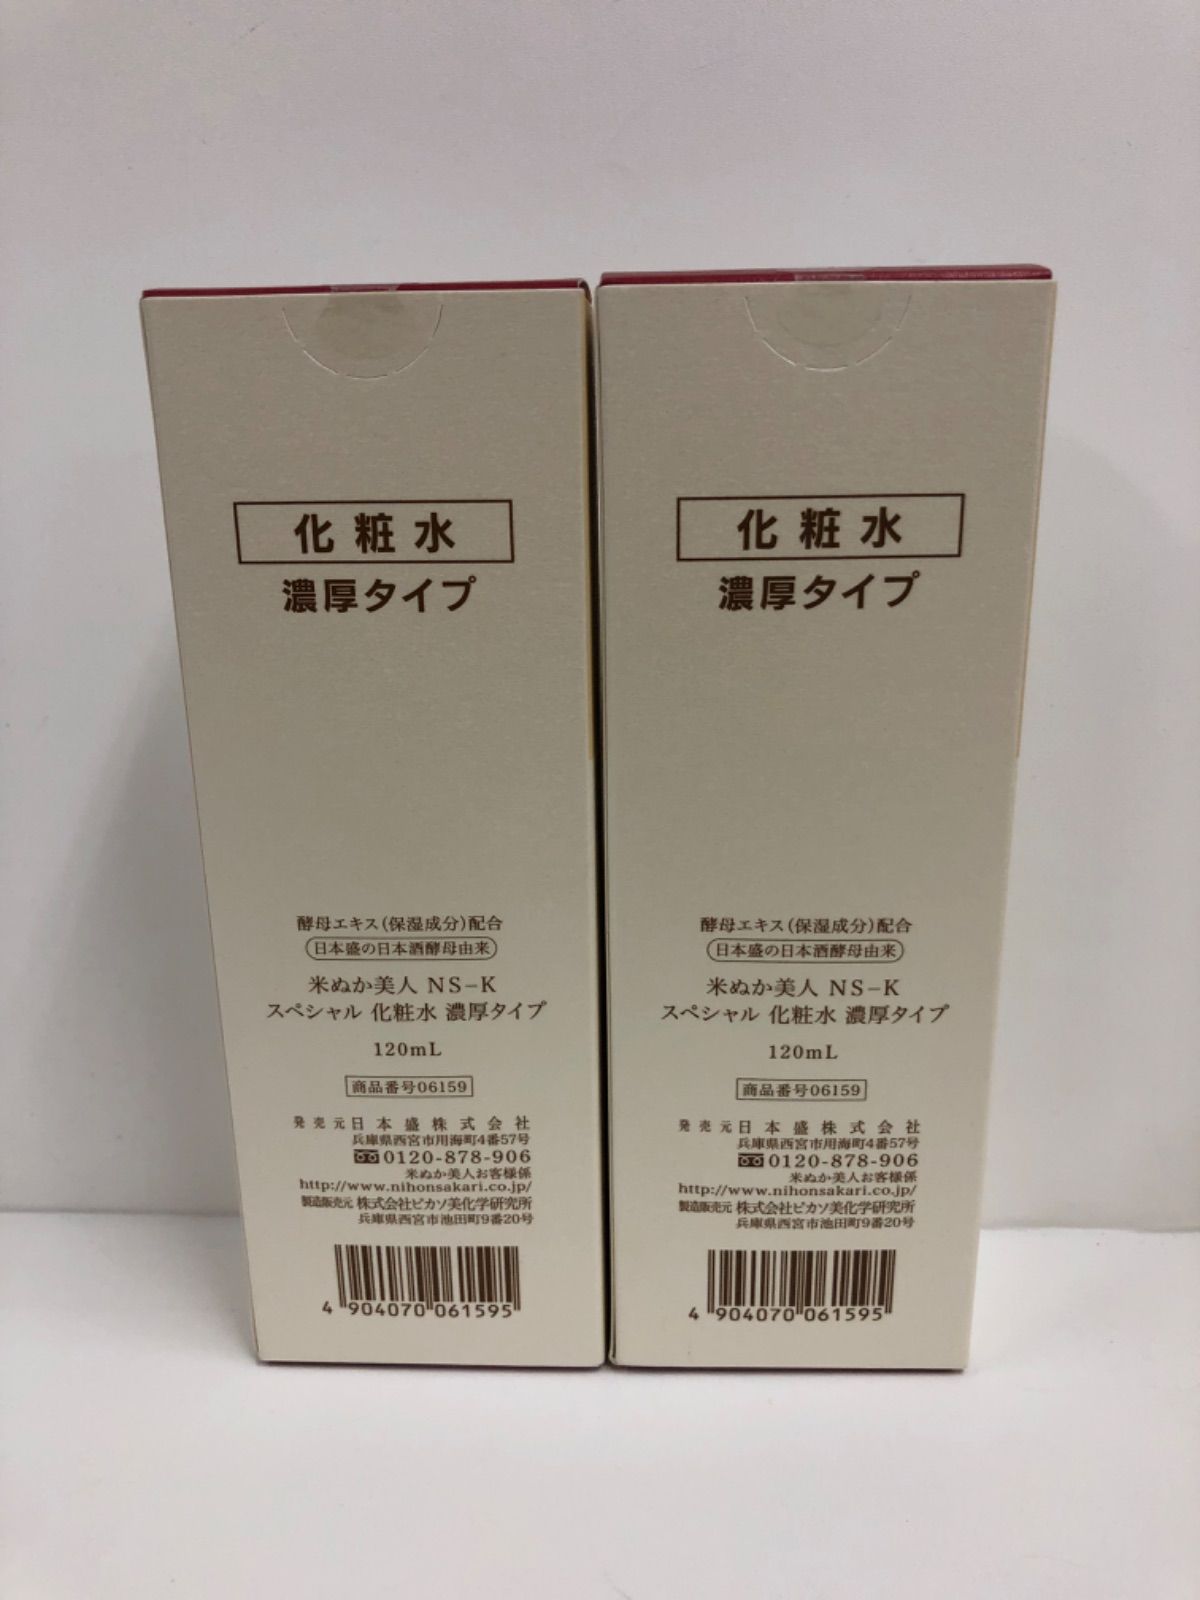 化粧水
濃厚タイプ
酵母エキス(保湿成分)配合
日本盛の日本酒酵母由来
米ぬか美人 NS-K
スペシャル 化粧水 濃厚タイプ
120mL
商品番号06159
発売元 日本盛株式会社
兵庫県西宮市用海町4番57号
0120-878-906
米ぬか美人お客様係
http://www.nihonsakari.co.jp/
製造販売元 株式会社ピカソ美化学研究所
兵庫県西宮市池田町9番20号
4 904070 061595
化粧水
濃厚タイプ
酵母エキス(保湿成分)配合
日本盛の日本酒酵母由来
米ぬか美人 NS-K
スペシャル 化粧水 濃厚タイプ
120mL
商品番号06159
発売元 日本盛株式会社
兵庫県西宮市用海町4番57号
0120-878-906
米ぬか美人お客様係
http://www.nihonsakari.co.jp/
製造販売元 株式会社ピカソ美化学研究所
兵庫県西宮市池田町9番20号
4 904070 061595